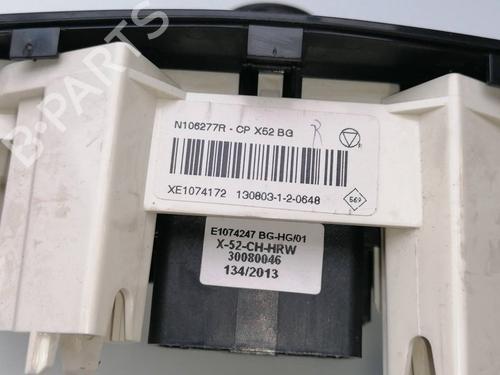 N106277R - CP X52 BG
R
XE1074172 130803-1-2-0648
569
E1074247 BG-HG/01
X-52-CH-HRW
30080046
134/2013
B-PARTS